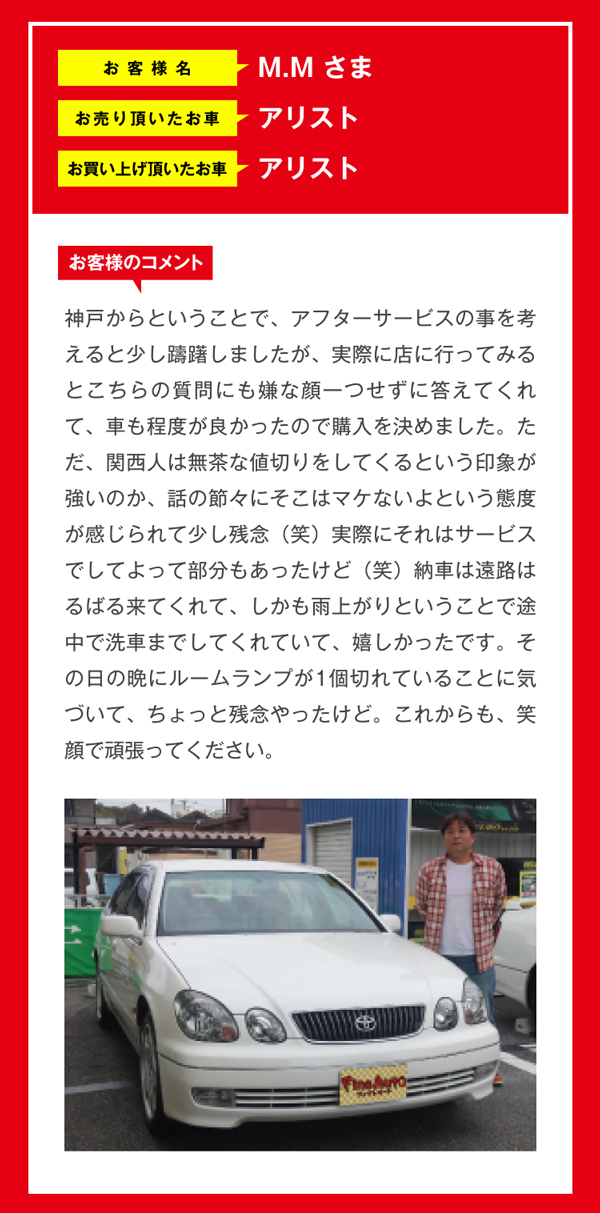 お客様名
M.M さま
お売り頂いたお車
アリスト
お買い上げ頂いたお車
アリスト
お客様のコメント
神戸からということで、アフターサービスの事を考
えると少し躊躇しましたが、実際に店に行ってみる
とこちらの質問にも嫌な顔一つせずに答えてくれ
て、車も程度が良かったので購入を決めました。た
だ、関西人は無茶な値切りをしてくるという印象が
強いのか、話の節々にそこはマケないよという態度
が感じられて少し残念（笑）実際にそれはサービス
でしてよって部分もあったけど（笑）納車は遠路は
るばる来てくれて、しかも雨上がりということで途
中で洗車までしてくれていて、嬉しかったです。そ
の日の晩にルームランプが1個切れていることに気
づいて、ちょっと残念やったけど。これからも、笑
顔で頑張ってください。
Fine AUTO
ファインオート